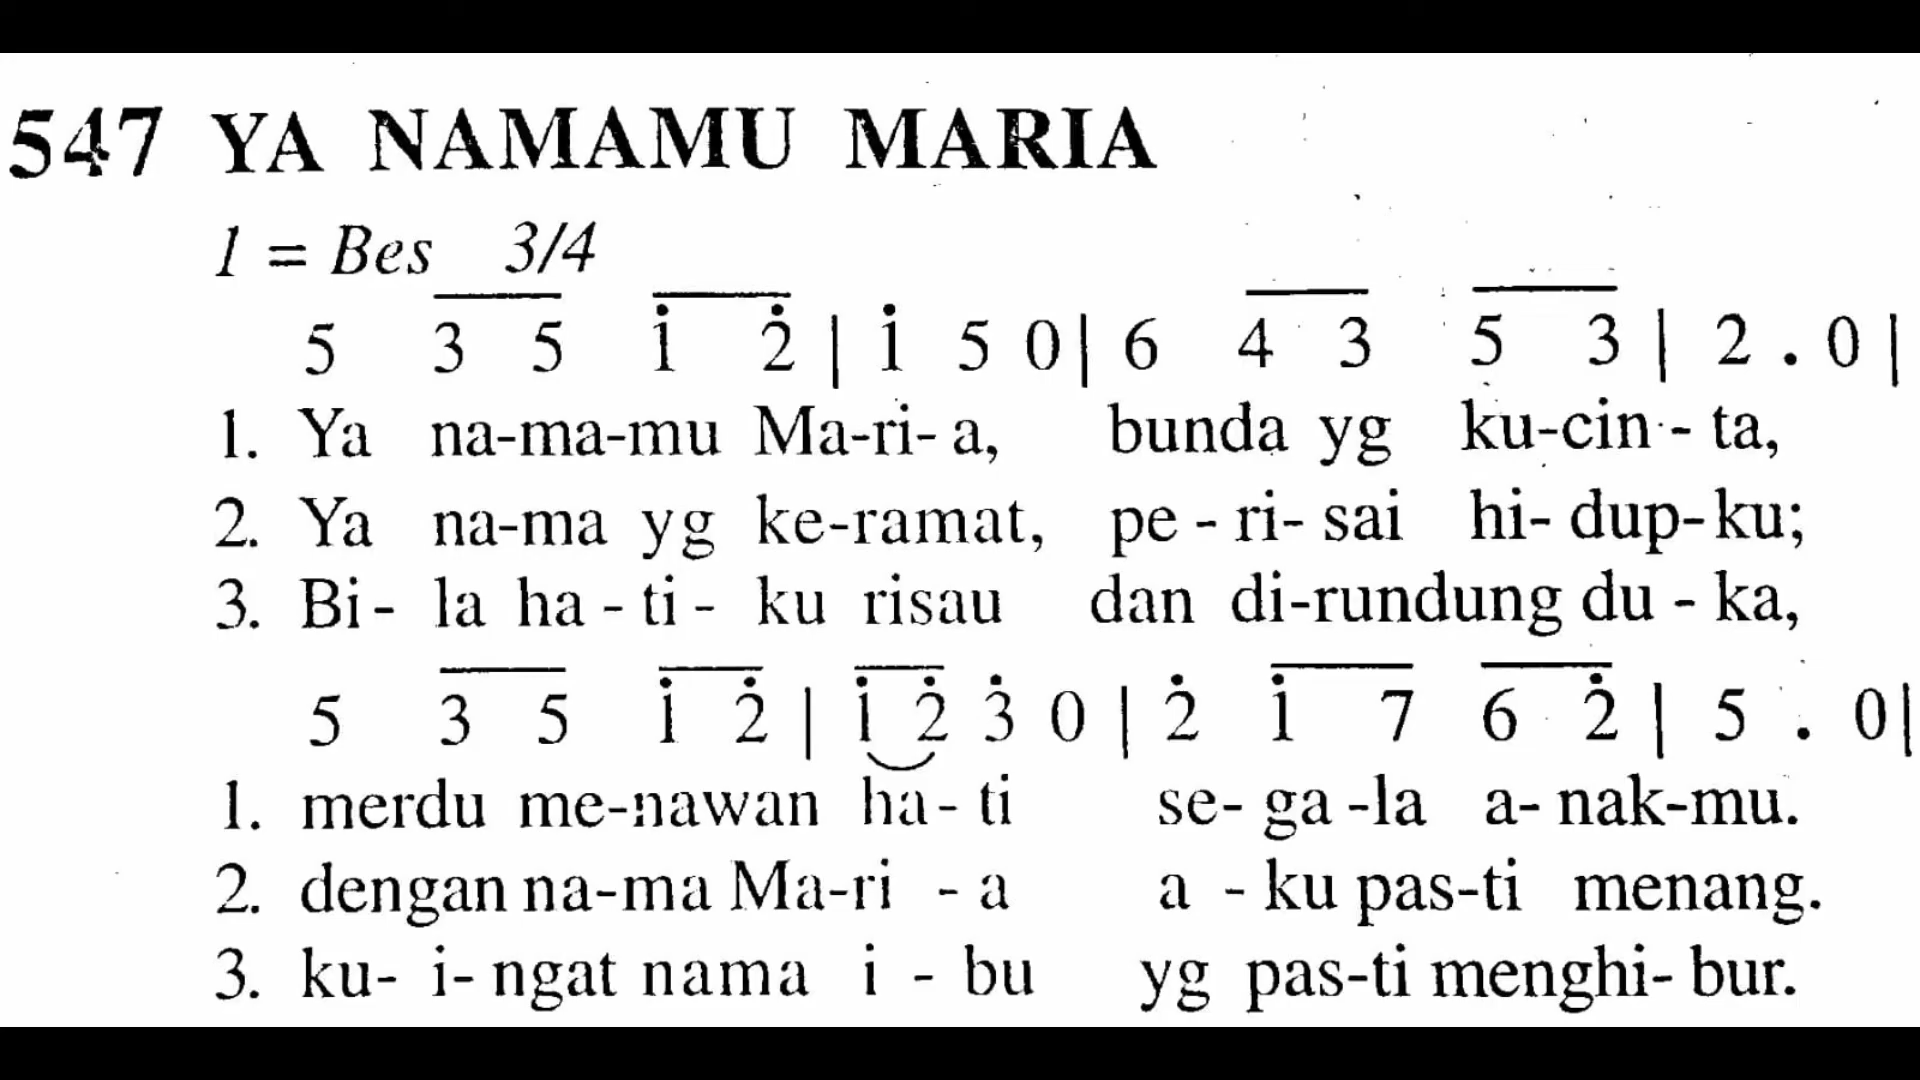 547 YA NAMAMU MARIA
1 = Bes 3/4
5 3 5 i̇ 2̇ | i̇ 5 0 | 6 4 3 5 3 | 2 . 0 |
1. Ya na-ma-mu Ma-ri- a, bunda yg ku-cin - ta,
2. Ya na-ma yg ke-ramat, pe - ri- sai hi- dup-ku;
3. Bi- la ha - ti - ku risau dan di-rundung du - ka,
5 3 5 i̇ 2̇ | i̇ 2̇ 3̇ 0 | 2̇ i̇ 7 6 2̇ | 5 . 0 |
1. merdu me-nawan ha- ti se- ga -la a- nak-mu.
2. dengan na-ma Ma-ri - a a - ku pas-ti menang.
3. ku- i- ngat nama i - bu yg pas-ti menghi- bur.